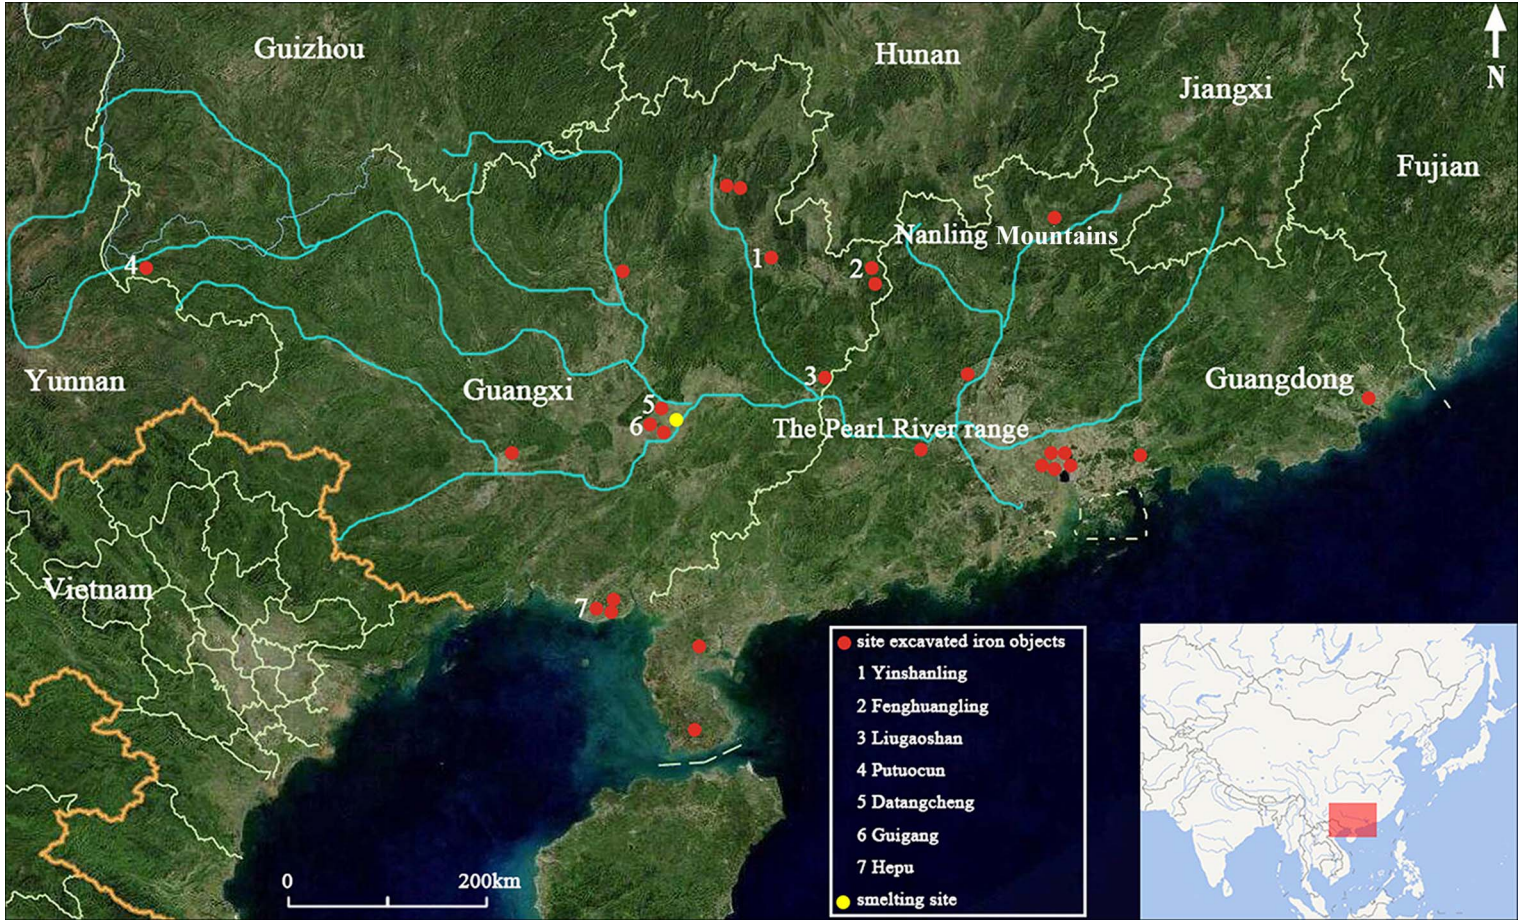 Guizhou
Hunan
Jiangxi
N
Fujian
Nanling Mountains
1
2
4
3
Yunnan
Guangxi
Guangdong
5
6
The Pearl River range
Vietnam
7
site excavated iron objects
1 Yinshanling
2 Fenghuangling
3 Liugaoshan
4 Putuocun
5 Datangcheng
6 Guigang
7 Hepu
smelting site
0 200km